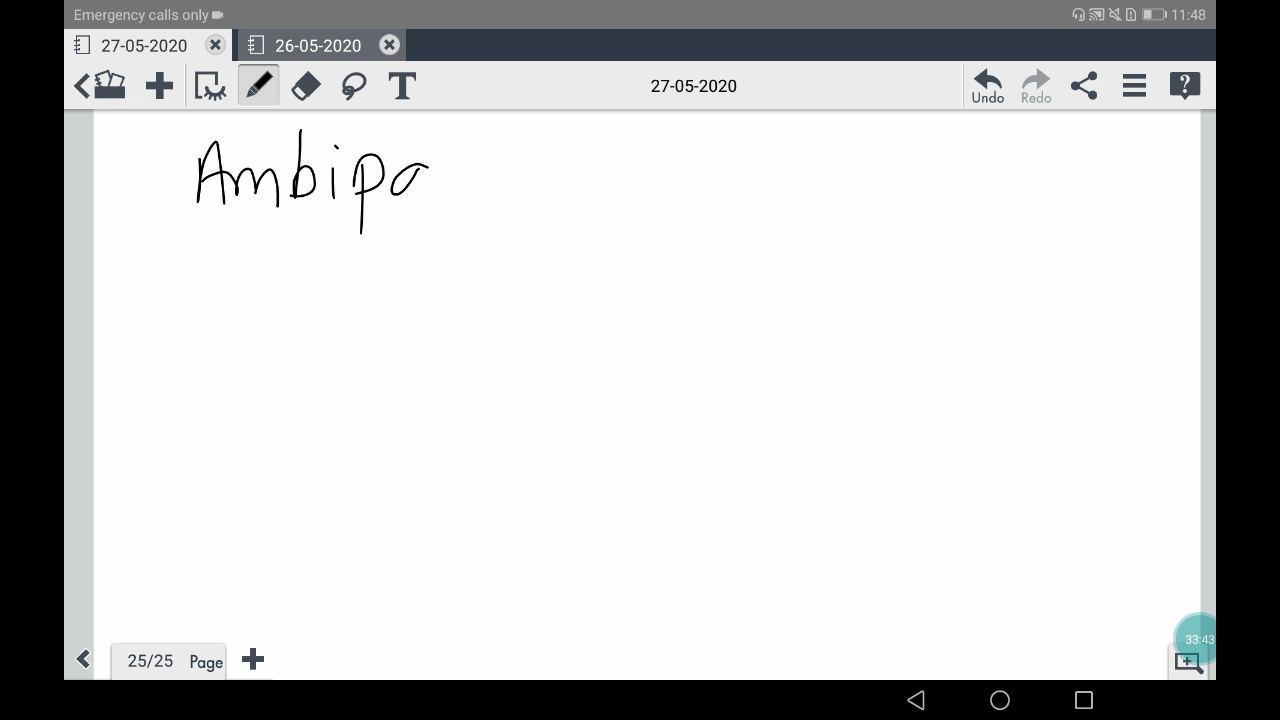 Emergency calls only 11:48
27-05-2020 26-05-2020
T 27-05-2020 Undo Redo ?
Ambipo
33:43
25/25 Page